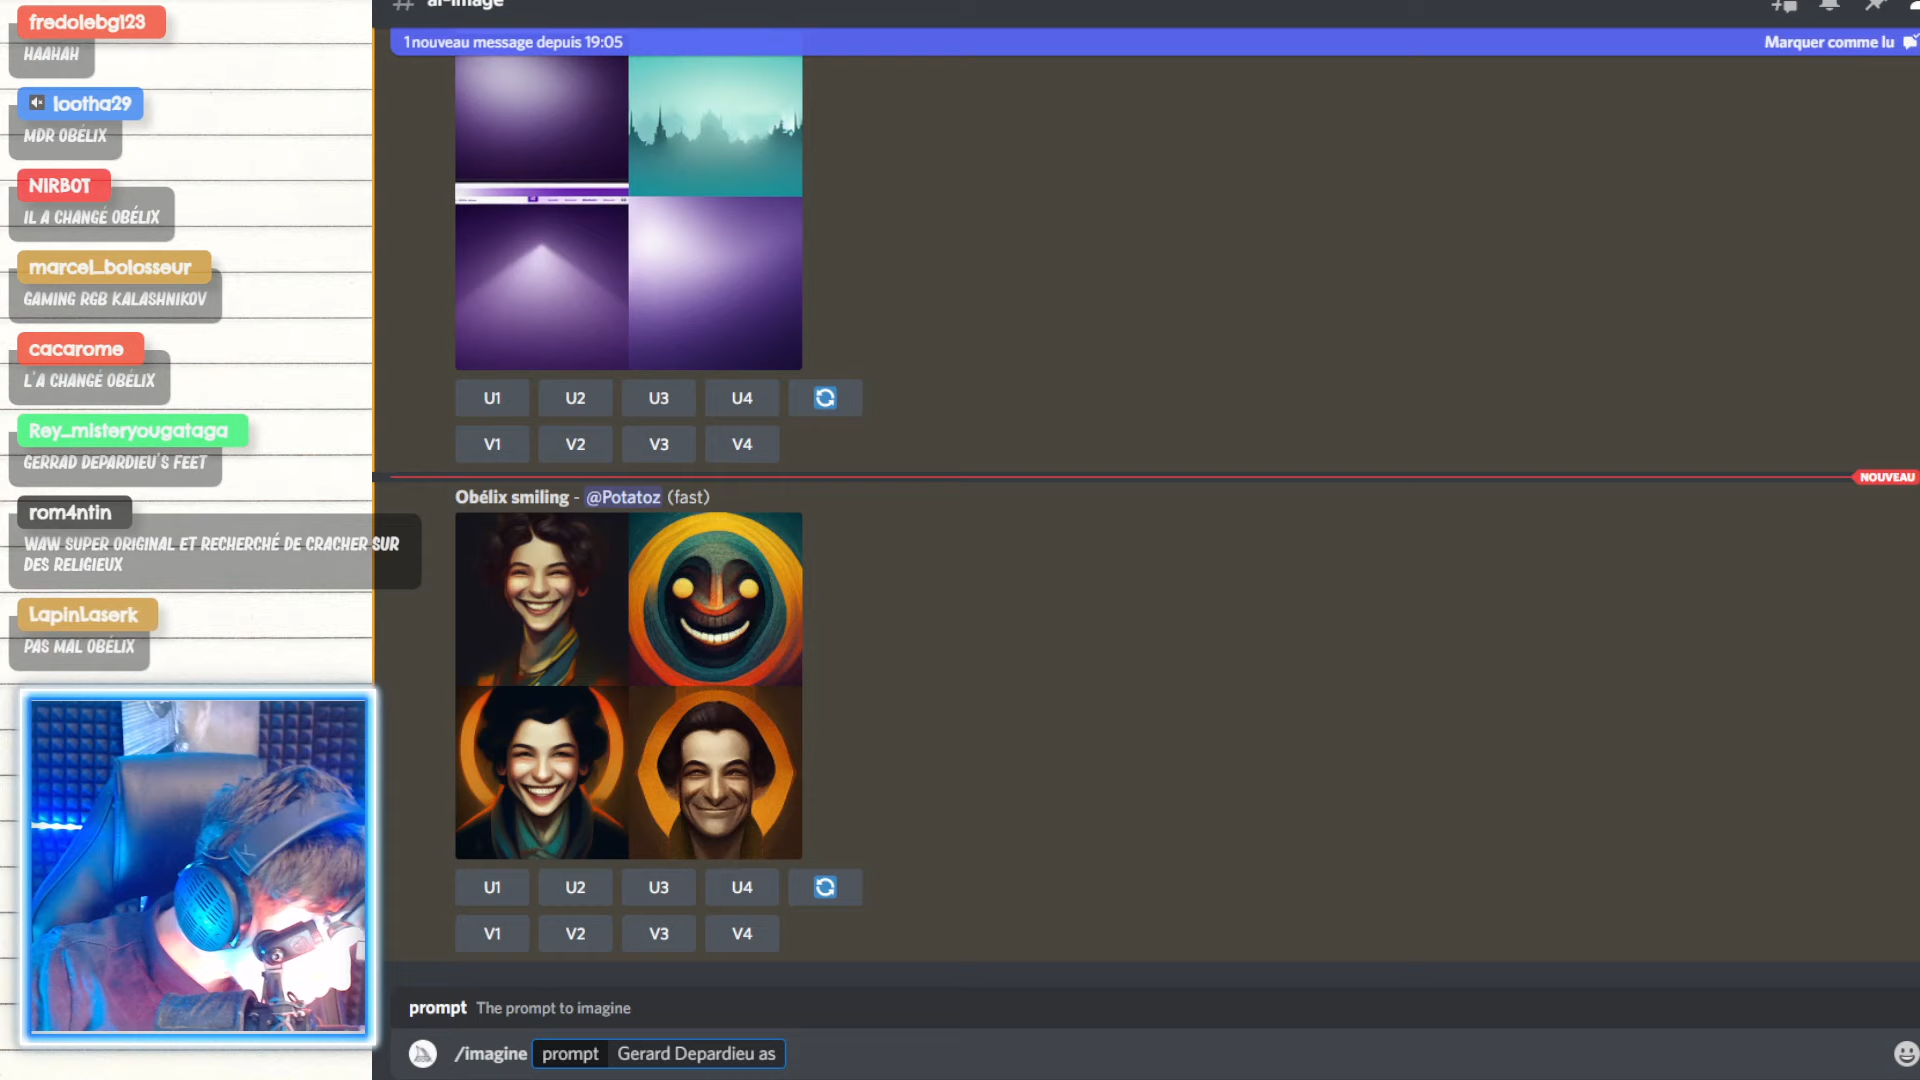 fredolebg123
HAAHAH
lootha29
MDR OBÉLIX
NIRBOT
IL A CHANGÉ OBÉLIX
marcel_bolosseur
GAMING RGB KALASHNIKOV
cacarome
L'A CHANGÉ OBÉLIX
Rey_misteryougataga
GERRAD DEPARDIEU'S FEET
rom4ntin
WAW SUPER ORIGINAL ET RECHERCHÉ DE CRACHER SUR
DES RELIGIEUX
LapinLaserk
PAS MAL OBÉLIX
# ai-image
1 nouveau message depuis 19:05
Marquer comme lu
U1 U2 U3 U4
V1 V2 V3 V4
NOUVEAU
Obélix smiling - @Potatoz (fast)
U1 U2 U3 U4
V1 V2 V3 V4
prompt The prompt to imagine
/imagine prompt Gerard Depardieu as